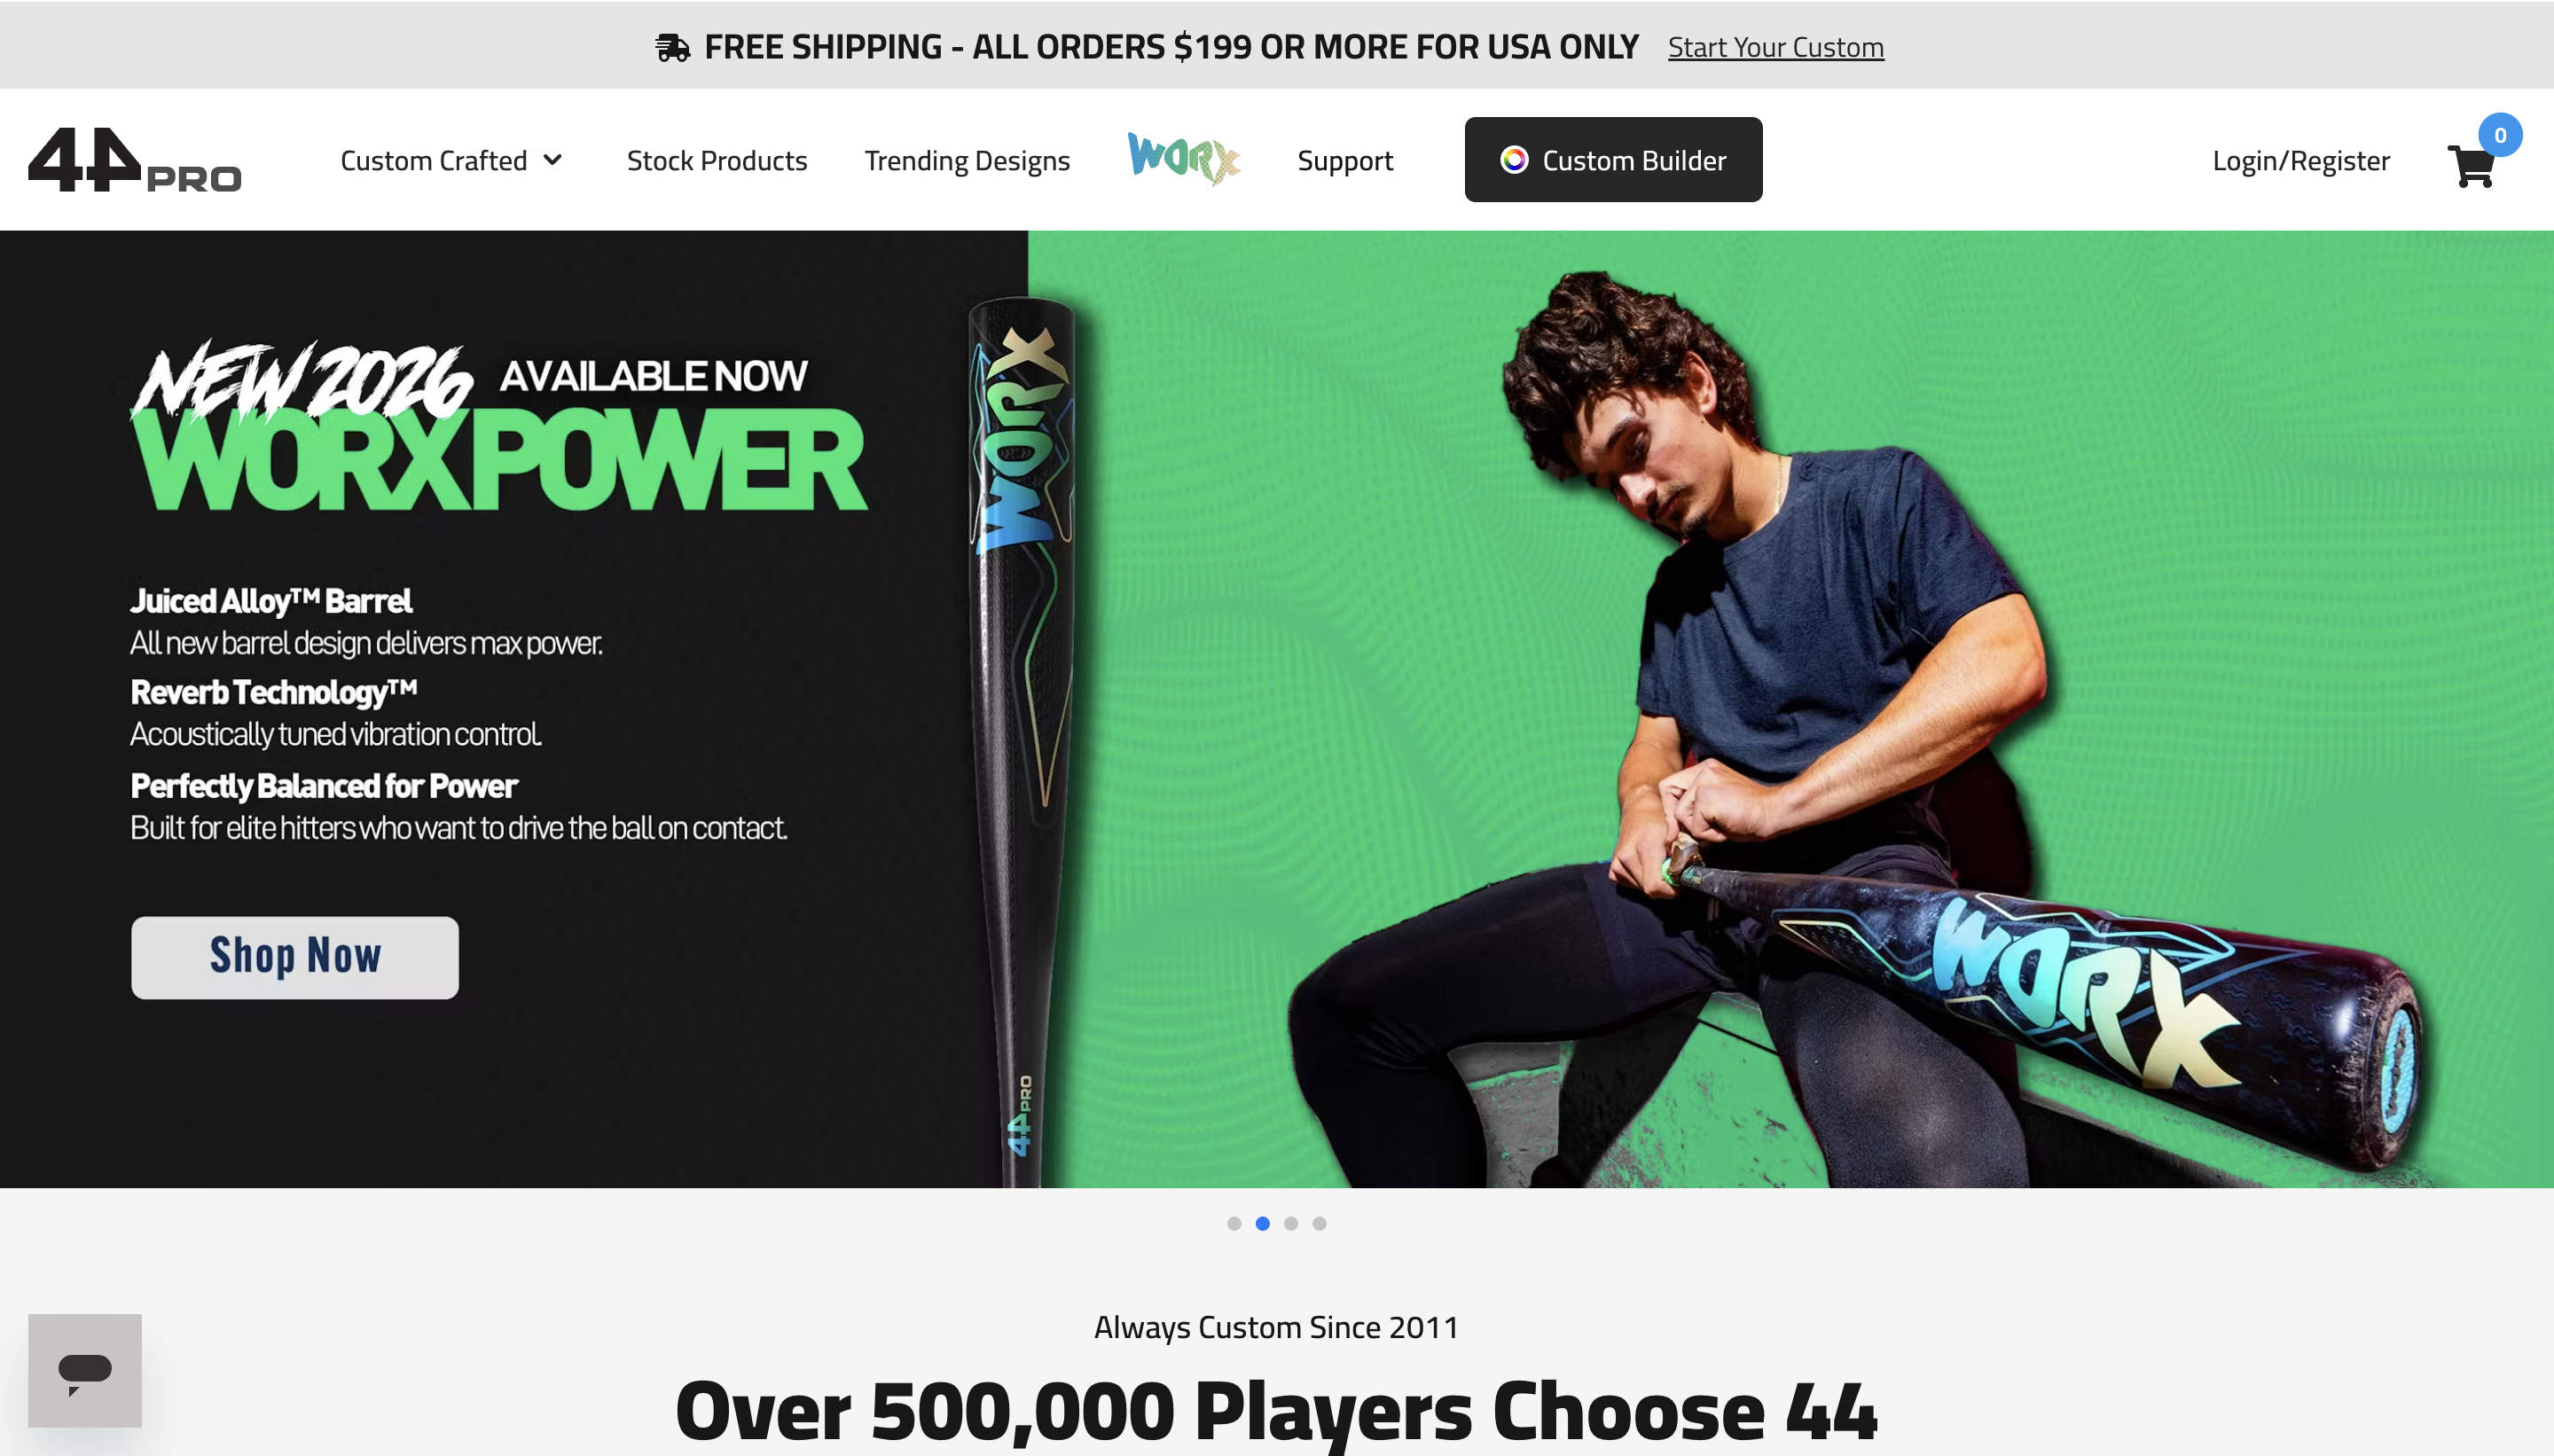 FREE SHIPPING - ALL ORDERS $199 OR MORE FOR USA ONLY Start Your Custom
44 PRO
Custom Crafted
Stock Products
Trending Designs
WORX
Support
Custom Builder
Login/Register
0
NEW 2026 AVAILABLE NOW
WORX POWER
Juiced Alloy™ Barrel
All new barrel design delivers max power.
Reverb Technology™
Acoustically tuned vibration control.
Perfectly Balanced for Power
Built for elite hitters who want to drive the ball on contact.
Shop Now
WORX
44 PRO
WORX
Always Custom Since 2011
Over 500,000 Players Choose 44